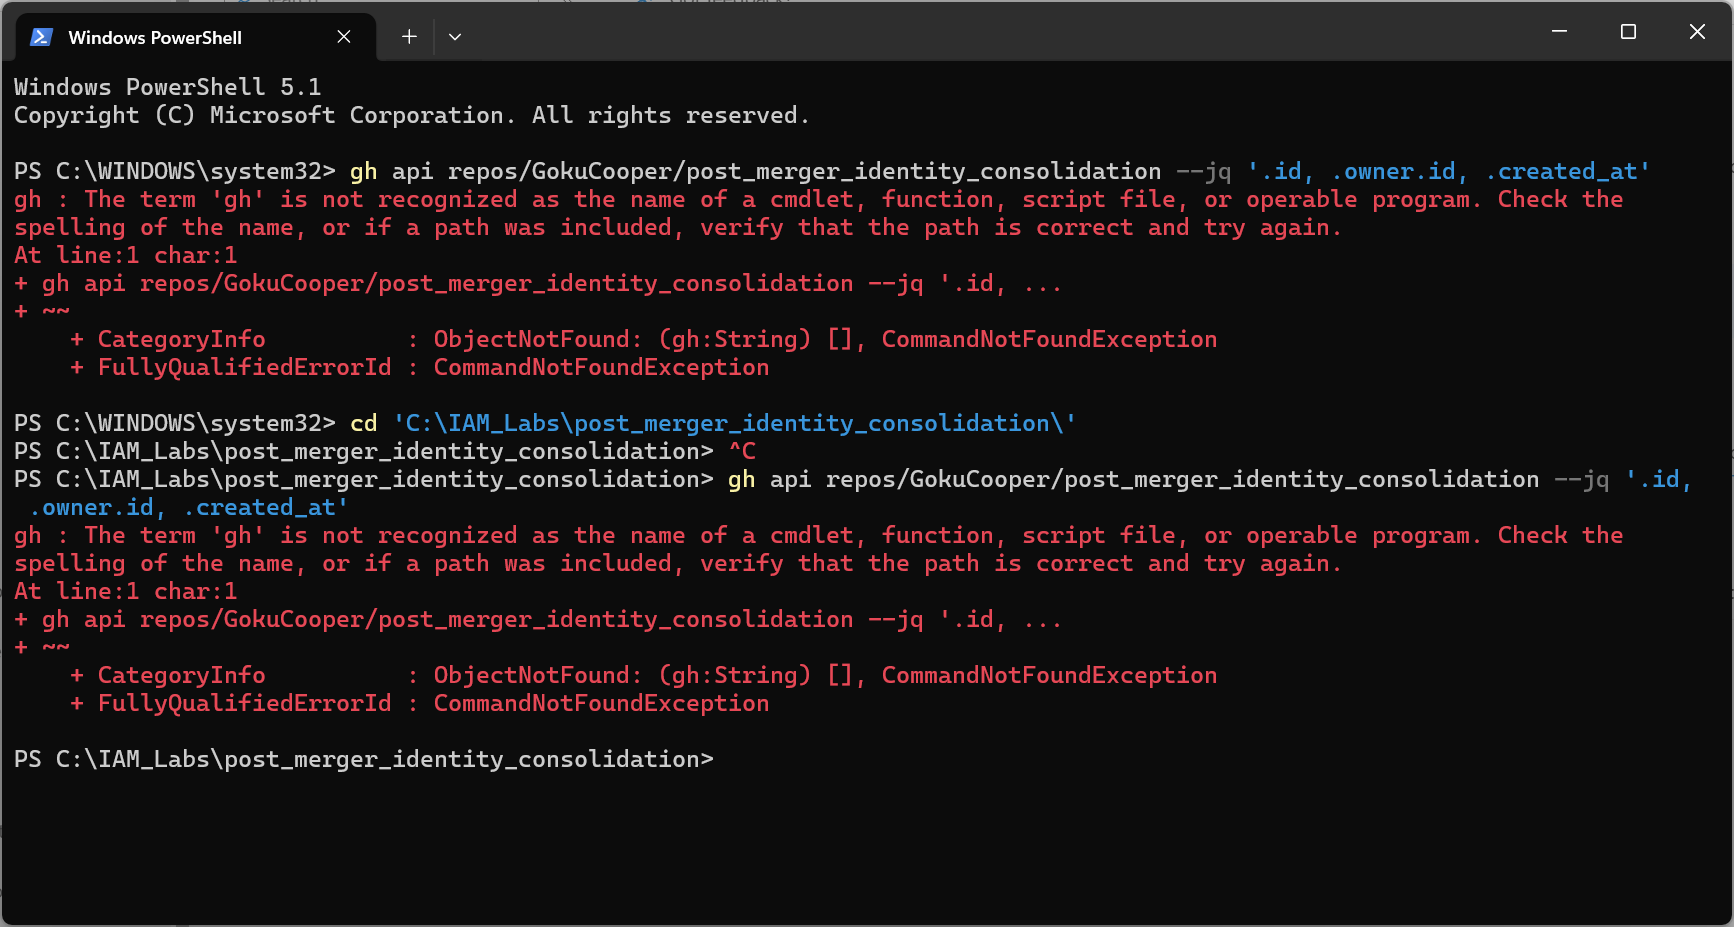 Windows PowerShell
Windows PowerShell 5.1
Copyright (C) Microsoft Corporation. All rights reserved.
PS C:\WINDOWS\system32> gh api repos/GokuCooper/post_merger_identity_consolidation --jq '.id, .owner.id, .created_at'
gh : The term 'gh' is not recognized as the name of a cmdlet, function, script file, or operable program. Check the
spelling of the name, or if a path was included, verify that the path is correct and try again.
At line:1 char:1
+ gh api repos/GokuCooper/post_merger_identity_consolidation --jq '.id, ...
+ ~~
    + CategoryInfo          : ObjectNotFound: (gh:String) [], CommandNotFoundException
    + FullyQualifiedErrorId : CommandNotFoundException
PS C:\WINDOWS\system32> cd 'C:\IAM_Labs\post_merger_identity_consolidation\'
PS C:\IAM_Labs\post_merger_identity_consolidation> ^C
PS C:\IAM_Labs\post_merger_identity_consolidation> gh api repos/GokuCooper/post_merger_identity_consolidation --jq '.id,
 .owner.id, .created_at'
gh : The term 'gh' is not recognized as the name of a cmdlet, function, script file, or operable program. Check the
spelling of the name, or if a path was included, verify that the path is correct and try again.
At line:1 char:1
+ gh api repos/GokuCooper/post_merger_identity_consolidation --jq '.id, ...
+ ~~
    + CategoryInfo          : ObjectNotFound: (gh:String) [], CommandNotFoundException
    + FullyQualifiedErrorId : CommandNotFoundException
PS C:\IAM_Labs\post_merger_identity_consolidation>